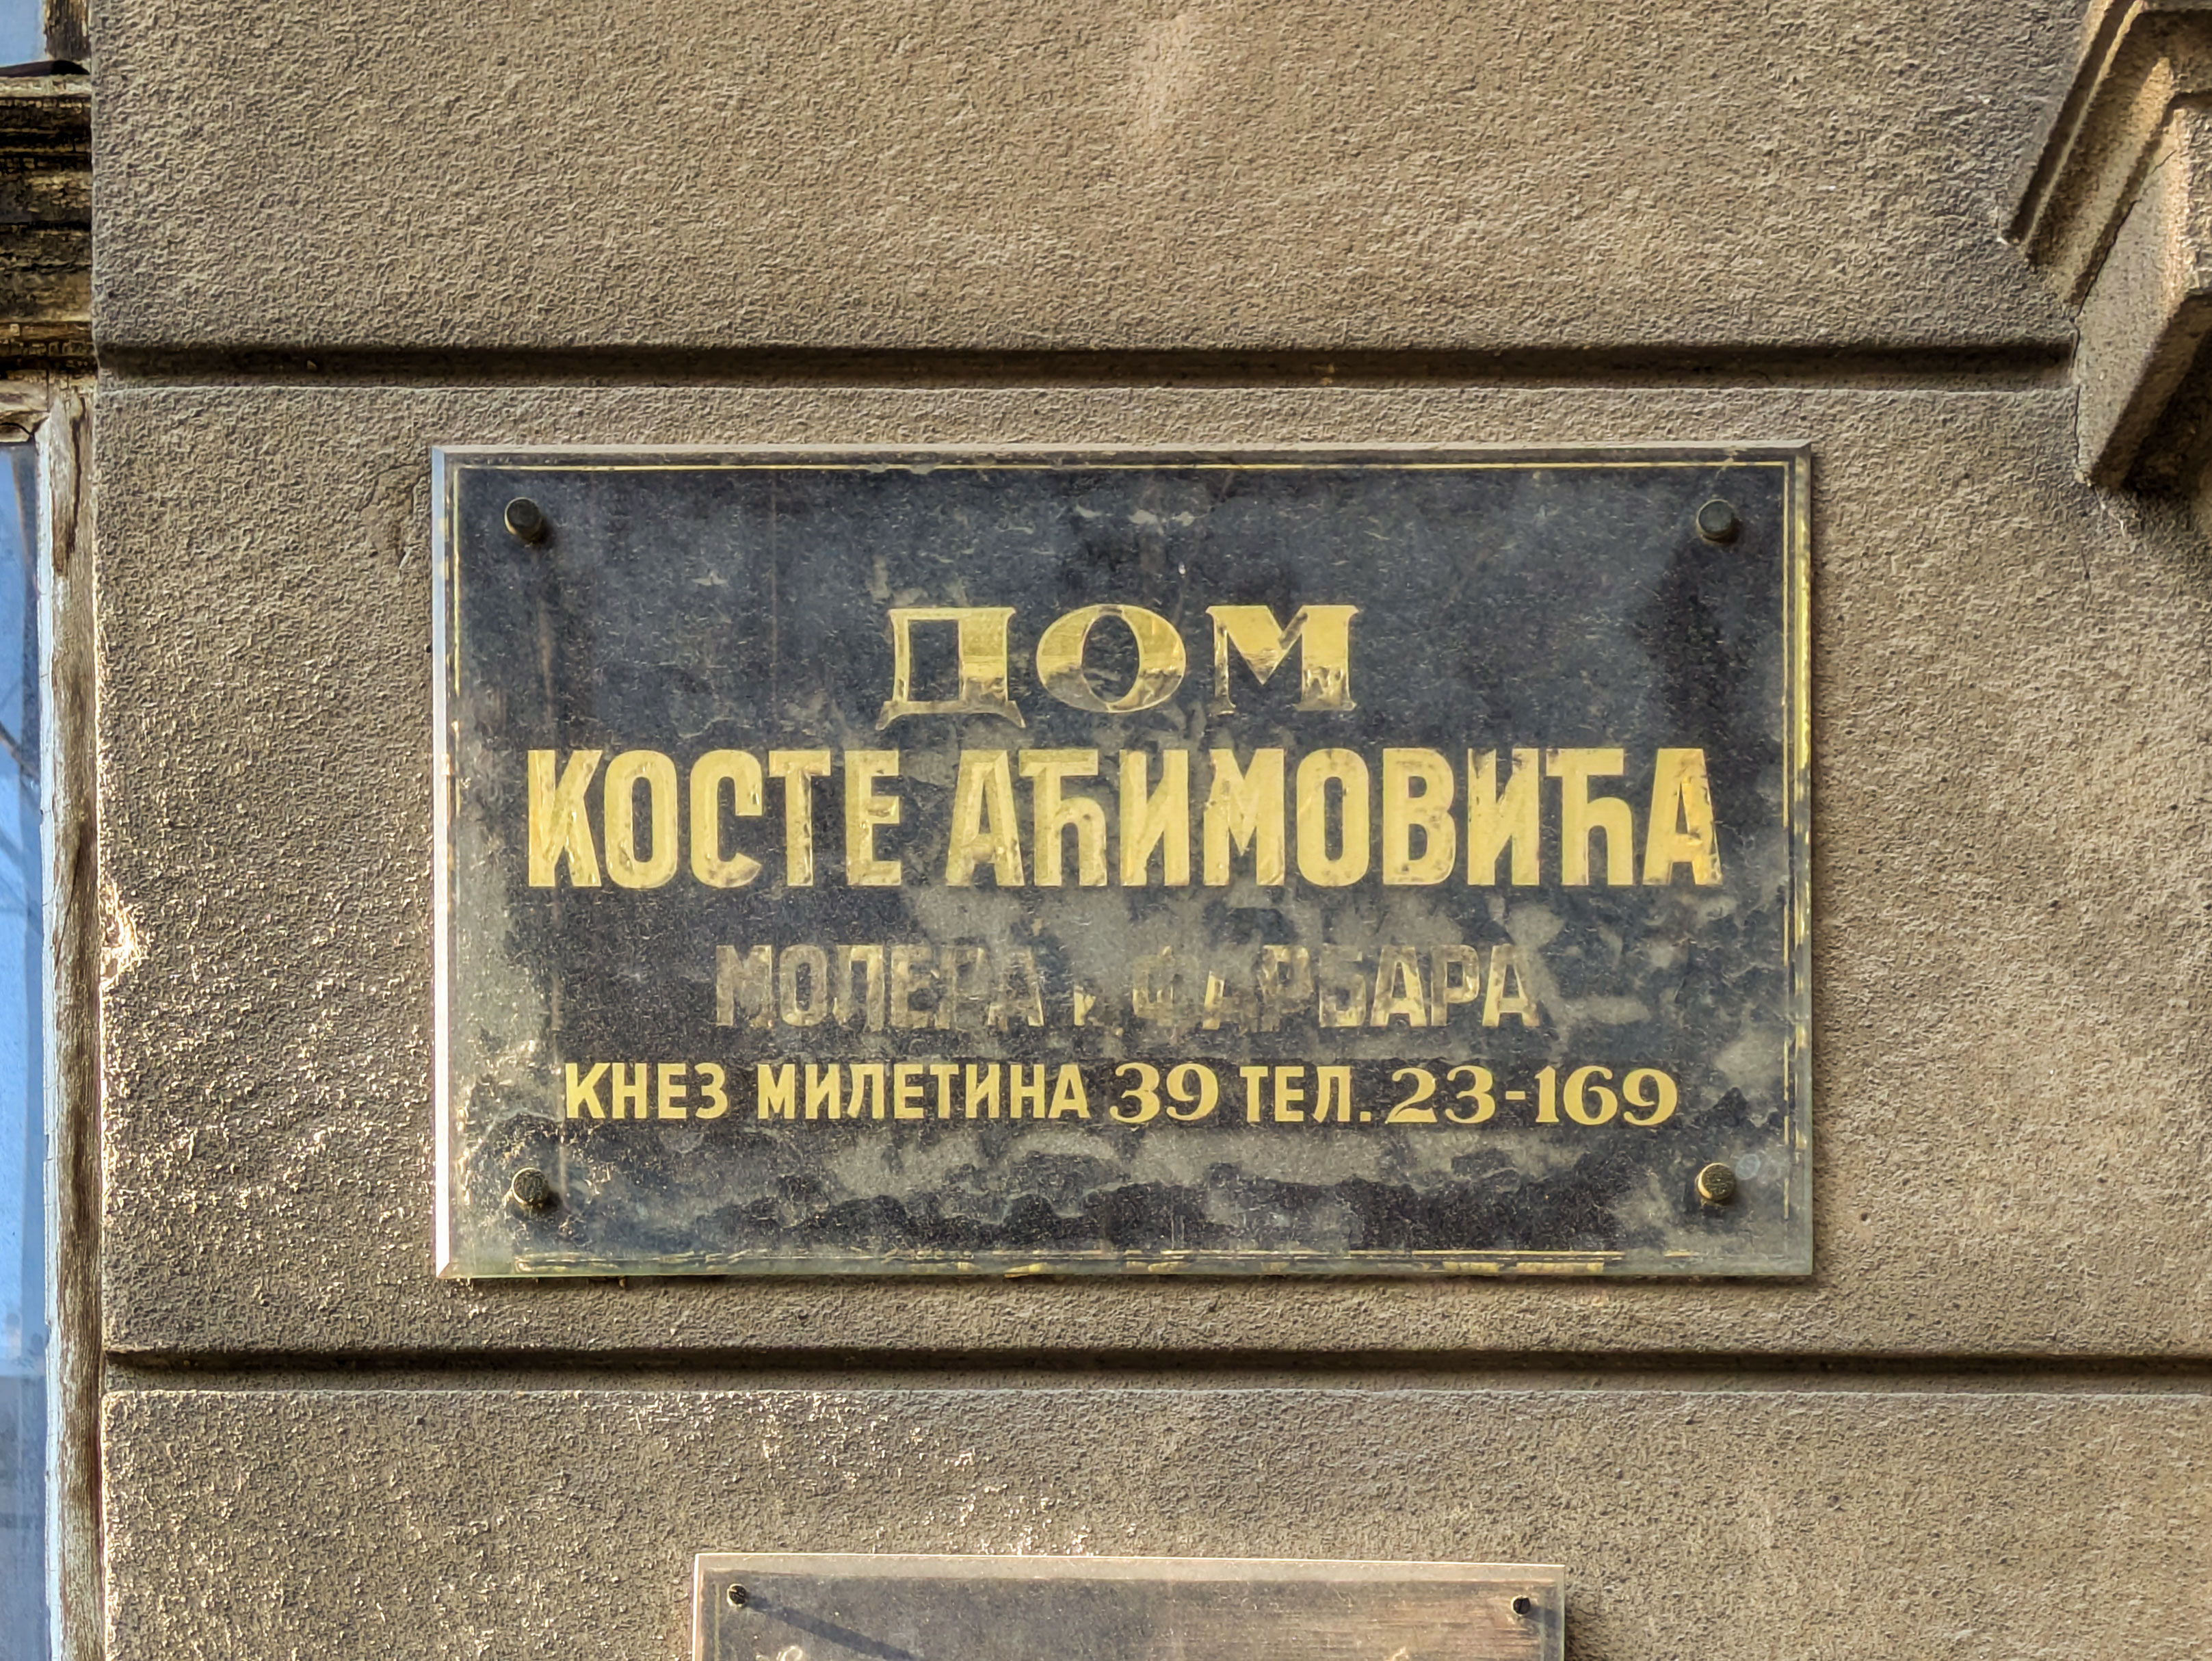 ДОМ
КОСТЕ АЋИМОВИЋА
МОЛЕРА И ФАРБАРА
КНЕЗ МИЛЕТИНА 39 ТЕЛ. 23-169